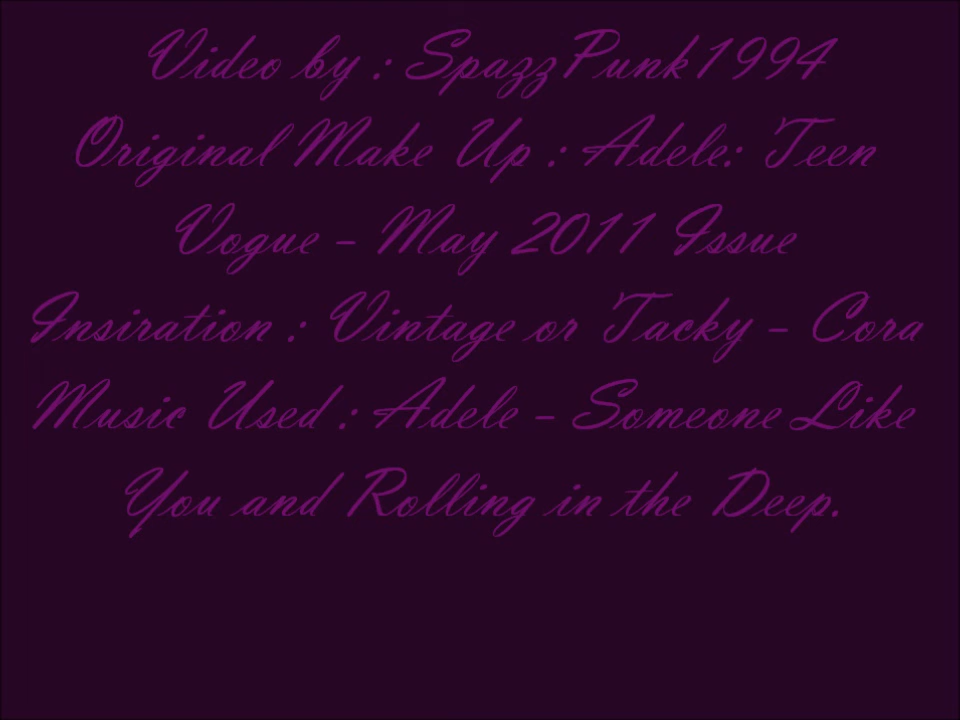 Video by : SpazzPunk1994
Original Make Up : Adele: Teen
Vogue - May 2011 Issue
Insiration : Vintage or Tacky - Cora
Music Used : Adele - Someone Like
You and Rolling in the Deep.